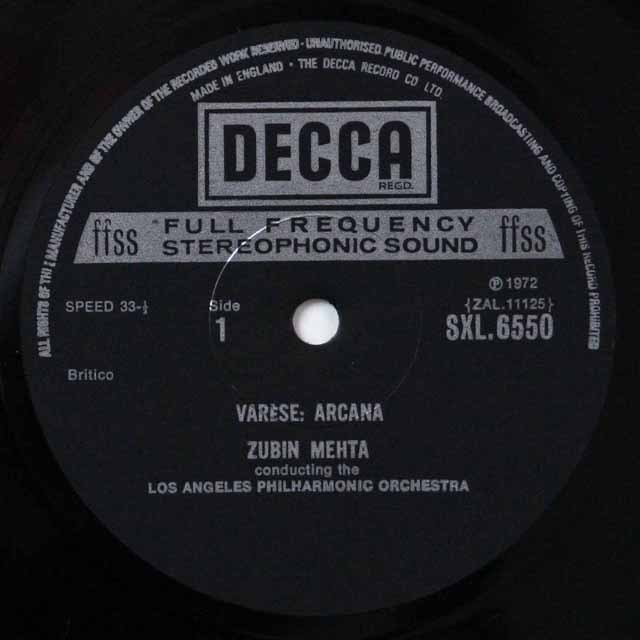 ALL RIGHTS OF THE MANUFACTURER AND OF THE OWNER OF THE RECORDED WORK RESERVED · UNAUTHORISED PUBLIC PERFORMANCE BROADCASTING AND COPYING OF THIS RECORD PROHIBITED
MADE IN ENGLAND · THE DECCA RECORD CO LTD.
DECCA
REGD.
ffss FULL FREQUENCY ffss
STEREOPHONIC SOUND
℗ 1972
SPEED 33-⅓ Side {ZAL.11125}
1 SXL.6550
Britico
VARÈSE: ARCANA
ZUBIN MEHTA
conducting the
LOS ANGELES PHILHARMONIC ORCHESTRA